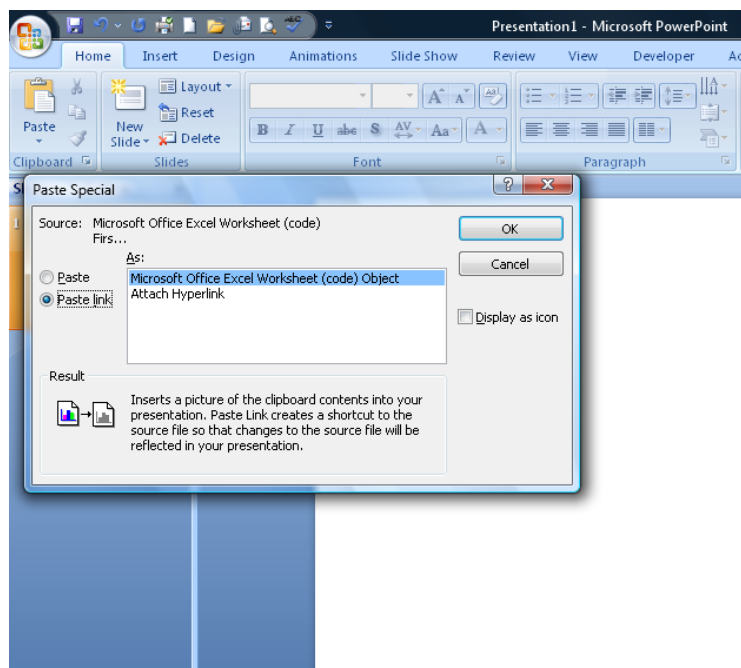 Presentation1 - Microsoft PowerPoint
Home Insert Design Animations Slide Show Review View Developer
Layout
Reset
Paste New Slide Delete
B I U abc S AV Aa A
Clipboard Slides Font Paragraph
Paste Special
1
Source: Microsoft Office Excel Worksheet (code)
Firs...
OK
As:
Cancel
Paste
Microsoft Office Excel Worksheet (code) Object
Paste link
Attach Hyperlink
Display as icon
Result
Inserts a picture of the clipboard contents into your
presentation. Paste Link creates a shortcut to the
source file so that changes to the source file will be
reflected in your presentation.